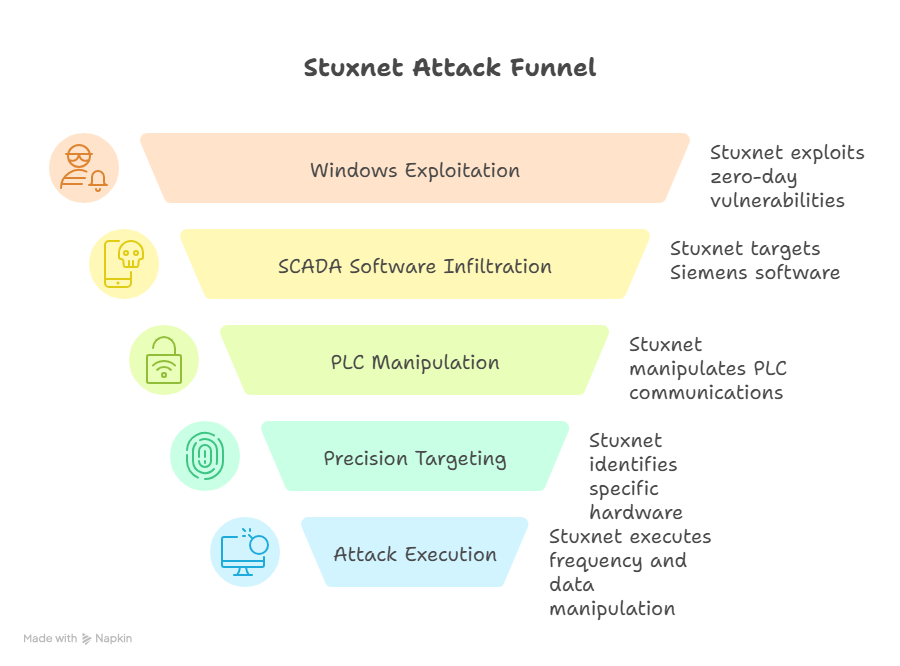 Stuxnet Attack Funnel
Windows Exploitation
Stuxnet exploits
zero-day
vulnerabilities
SCADA Software Infiltration
Stuxnet targets
Siemens software
PLC Manipulation
Stuxnet
manipulates PLC
communications
Precision Targeting
Stuxnet
identifies
specific
hardware
Attack Execution
Stuxnet executes
frequency and
data
manipulation
Made with Napkin